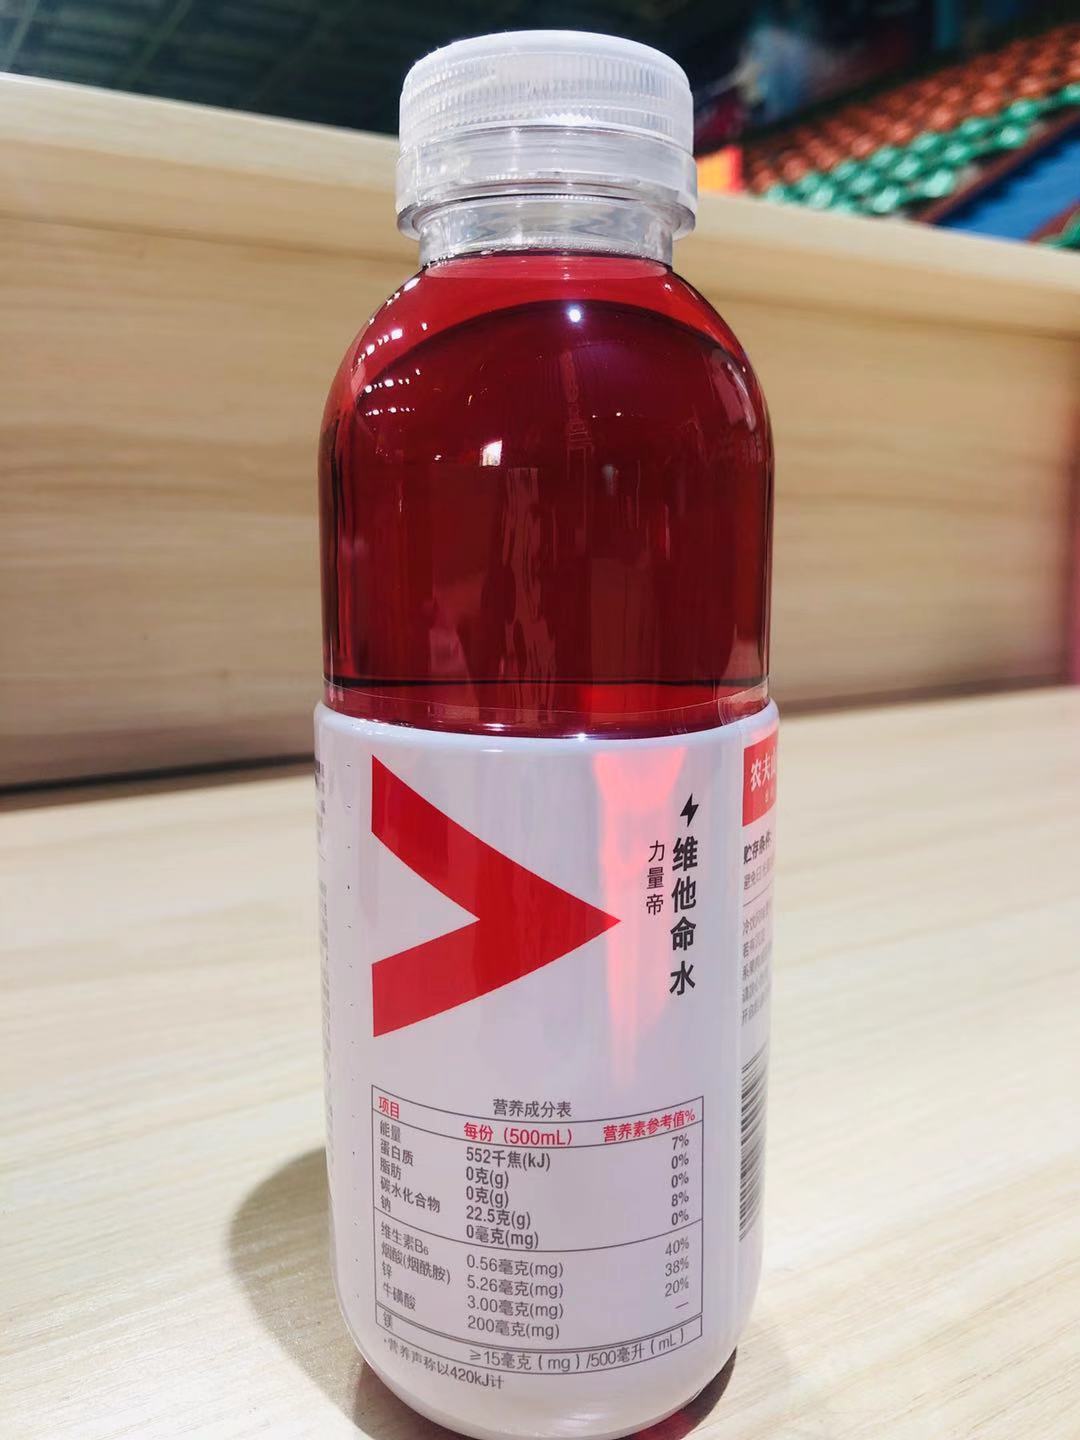 维他命水
力量帝
农夫
贮存条件:
营养成分表
项目 每份（500mL） 营养素参考值%
能量 552千焦(kJ) 7%
蛋白质 0克(g) 0%
脂肪 0克(g) 0%
碳水化合物 22.5克(g) 8%
钠 0毫克(mg) 0%
维生素B₆ 0.56毫克(mg) 40%
烟酸(烟酰胺) 5.26毫克(mg) 38%
锌 3.00毫克(mg) 20%
牛磺酸 200毫克(mg) —
镁 ≥15毫克（mg）/500毫升（mL）
·营养声称以420kJ计